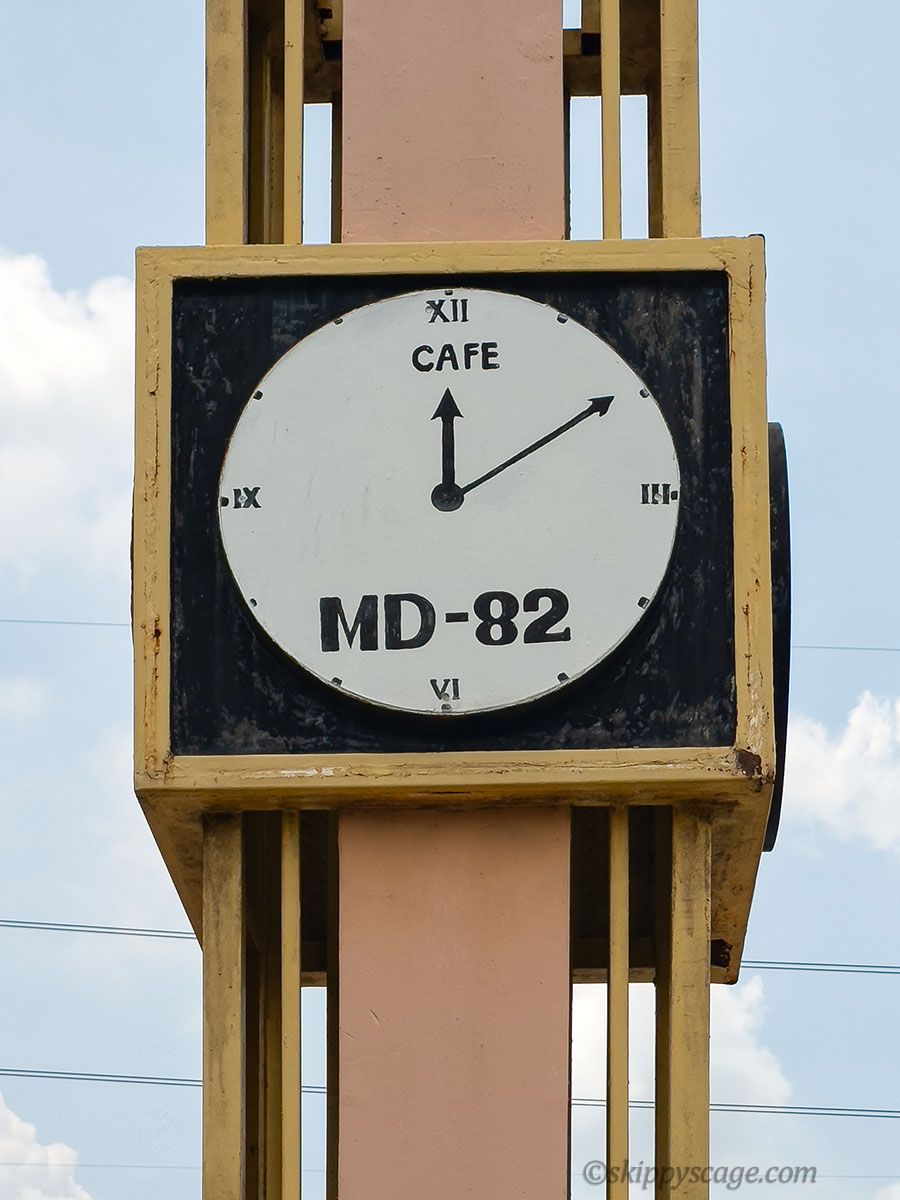 XII
CAFE
IX
III
MD-82
VI
©skippyscage.com